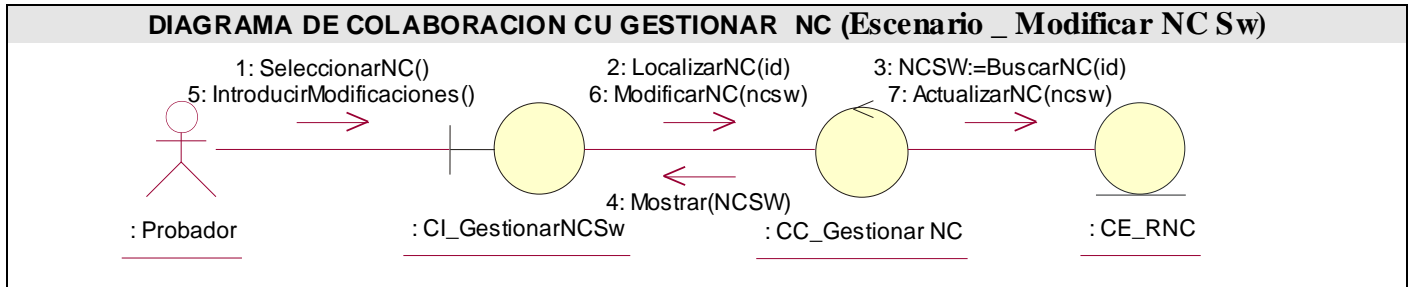 DIAGRAMA DE COLABORACION CU GESTIONAR NC (Escenario _ Modificar NC Sw)
1: SeleccionarNC()
5: IntroducirModificaciones()
2: LocalizarNC(id)
6: ModificarNC(ncsw)
3: NCSW:=BuscarNC(id)
7: ActualizarNC(ncsw)
4: Mostrar(NCSW)
: Probador
: CI_GestionarNCSw
: CC_Gestionar NC
: CE_RNC